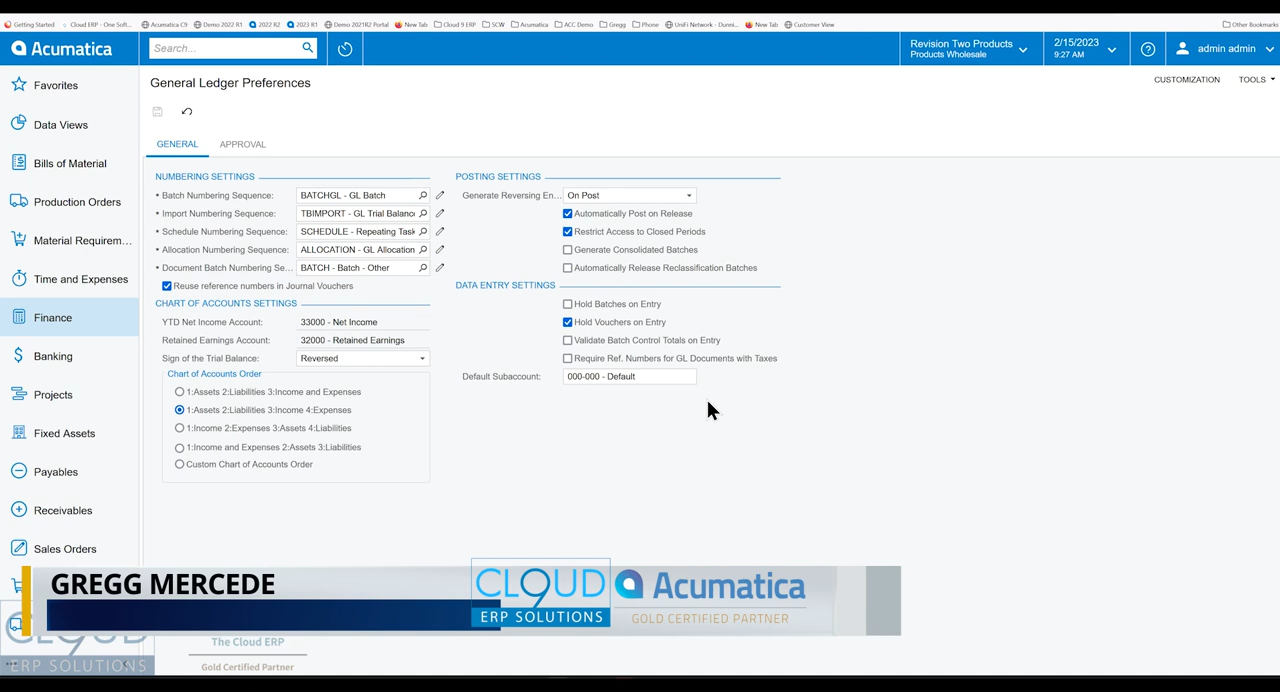 Getting Started Cloud ERP - One Soft... Acumatica C9 Demo 2022 R1 2022 R2 2023 R1 Demo 2021R2 Portal New Tab Cloud 9 ERP SCW Acumatica ACC Demo Gregg Phone UniFi Network - Dunni... New Tab Customer View Other Bookmarks
Acumatica
Search...
Revision Two Products
Products Wholesale
2/15/2023
9:27 AM
admin admin
Favorites
Data Views
Bills of Material
Production Orders
Material Requirem...
Time and Expenses
Finance
Banking
Projects
Fixed Assets
Payables
Receivables
Sales Orders
General Ledger Preferences
CUSTOMIZATION TOOLS
GENERAL APPROVAL
NUMBERING SETTINGS
Batch Numbering Sequence: BATCHGL - GL Batch
Import Numbering Sequence: TBIMPORT - GL Trial Balanc
Schedule Numbering Sequence: SCHEDULE - Repeating Task
Allocation Numbering Sequence: ALLOCATION - GL Allocation
Document Batch Numbering Se... BATCH - Batch - Other
Reuse reference numbers in Journal Vouchers
CHART OF ACCOUNTS SETTINGS
YTD Net Income Account: 33000 - Net Income
Retained Earnings Account: 32000 - Retained Earnings
Sign of the Trial Balance: Reversed
Chart of Accounts Order
1:Assets 2:Liabilities 3:Income and Expenses
1:Assets 2:Liabilities 3:Income 4:Expenses
1:Income 2:Expenses 3:Assets 4:Liabilities
1:Income and Expenses 2:Assets 3:Liabilities
Custom Chart of Accounts Order
POSTING SETTINGS
Generate Reversing En... On Post
Automatically Post on Release
Restrict Access to Closed Periods
Generate Consolidated Batches
Automatically Release Reclassification Batches
DATA ENTRY SETTINGS
Hold Batches on Entry
Hold Vouchers on Entry
Validate Batch Control Totals on Entry
Require Ref. Numbers for GL Documents with Taxes
Default Subaccount: 000-000 - Default
GREGG MERCEDE
CLOUD 9
ERP SOLUTIONS
Acumatica
GOLD CERTIFIED PARTNER
CLOUD 9
ERP SOLUTIONS
The Cloud ERP
Gold Certified Partner